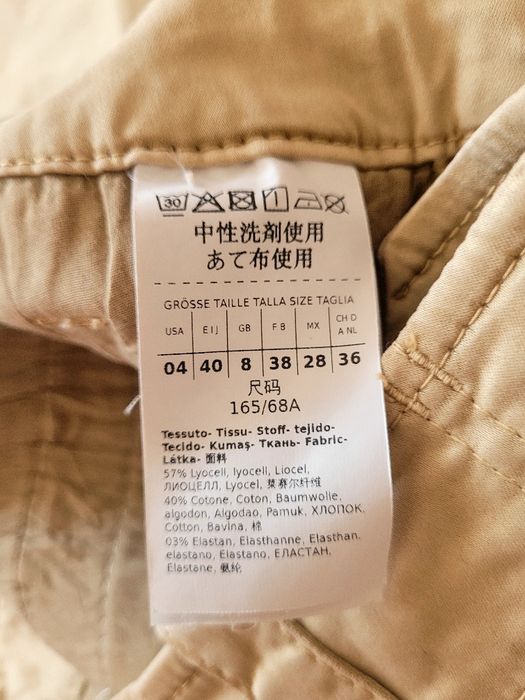 30
中性洗剤使用
あて布使用
GRÖSSE TAILLE TALLA SIZE TAGLIA
USA E I J GB F B MX CH D A NL
04 40 8 38 28 36
尺码
165/68A
Tessuto- Tissu- Stoff- tejido-
Tecido- Kumaş- Ткань- Fabric-
Látka- 面料
57% Lyocell, lyocell, Liocel,
ЛИОЦЕЛЛ, Lyocel, 莱赛尔纤维
40% Cotone, Coton, Baumwolle,
algodon, Algodao, Pamuk, ХЛОПОК,
Cotton, Bavlna, 棉
03% Elastan, Elasthanne, Elasthan,
elastano, Elastano, ЕЛАСТАН,
Elastane, 氨纶